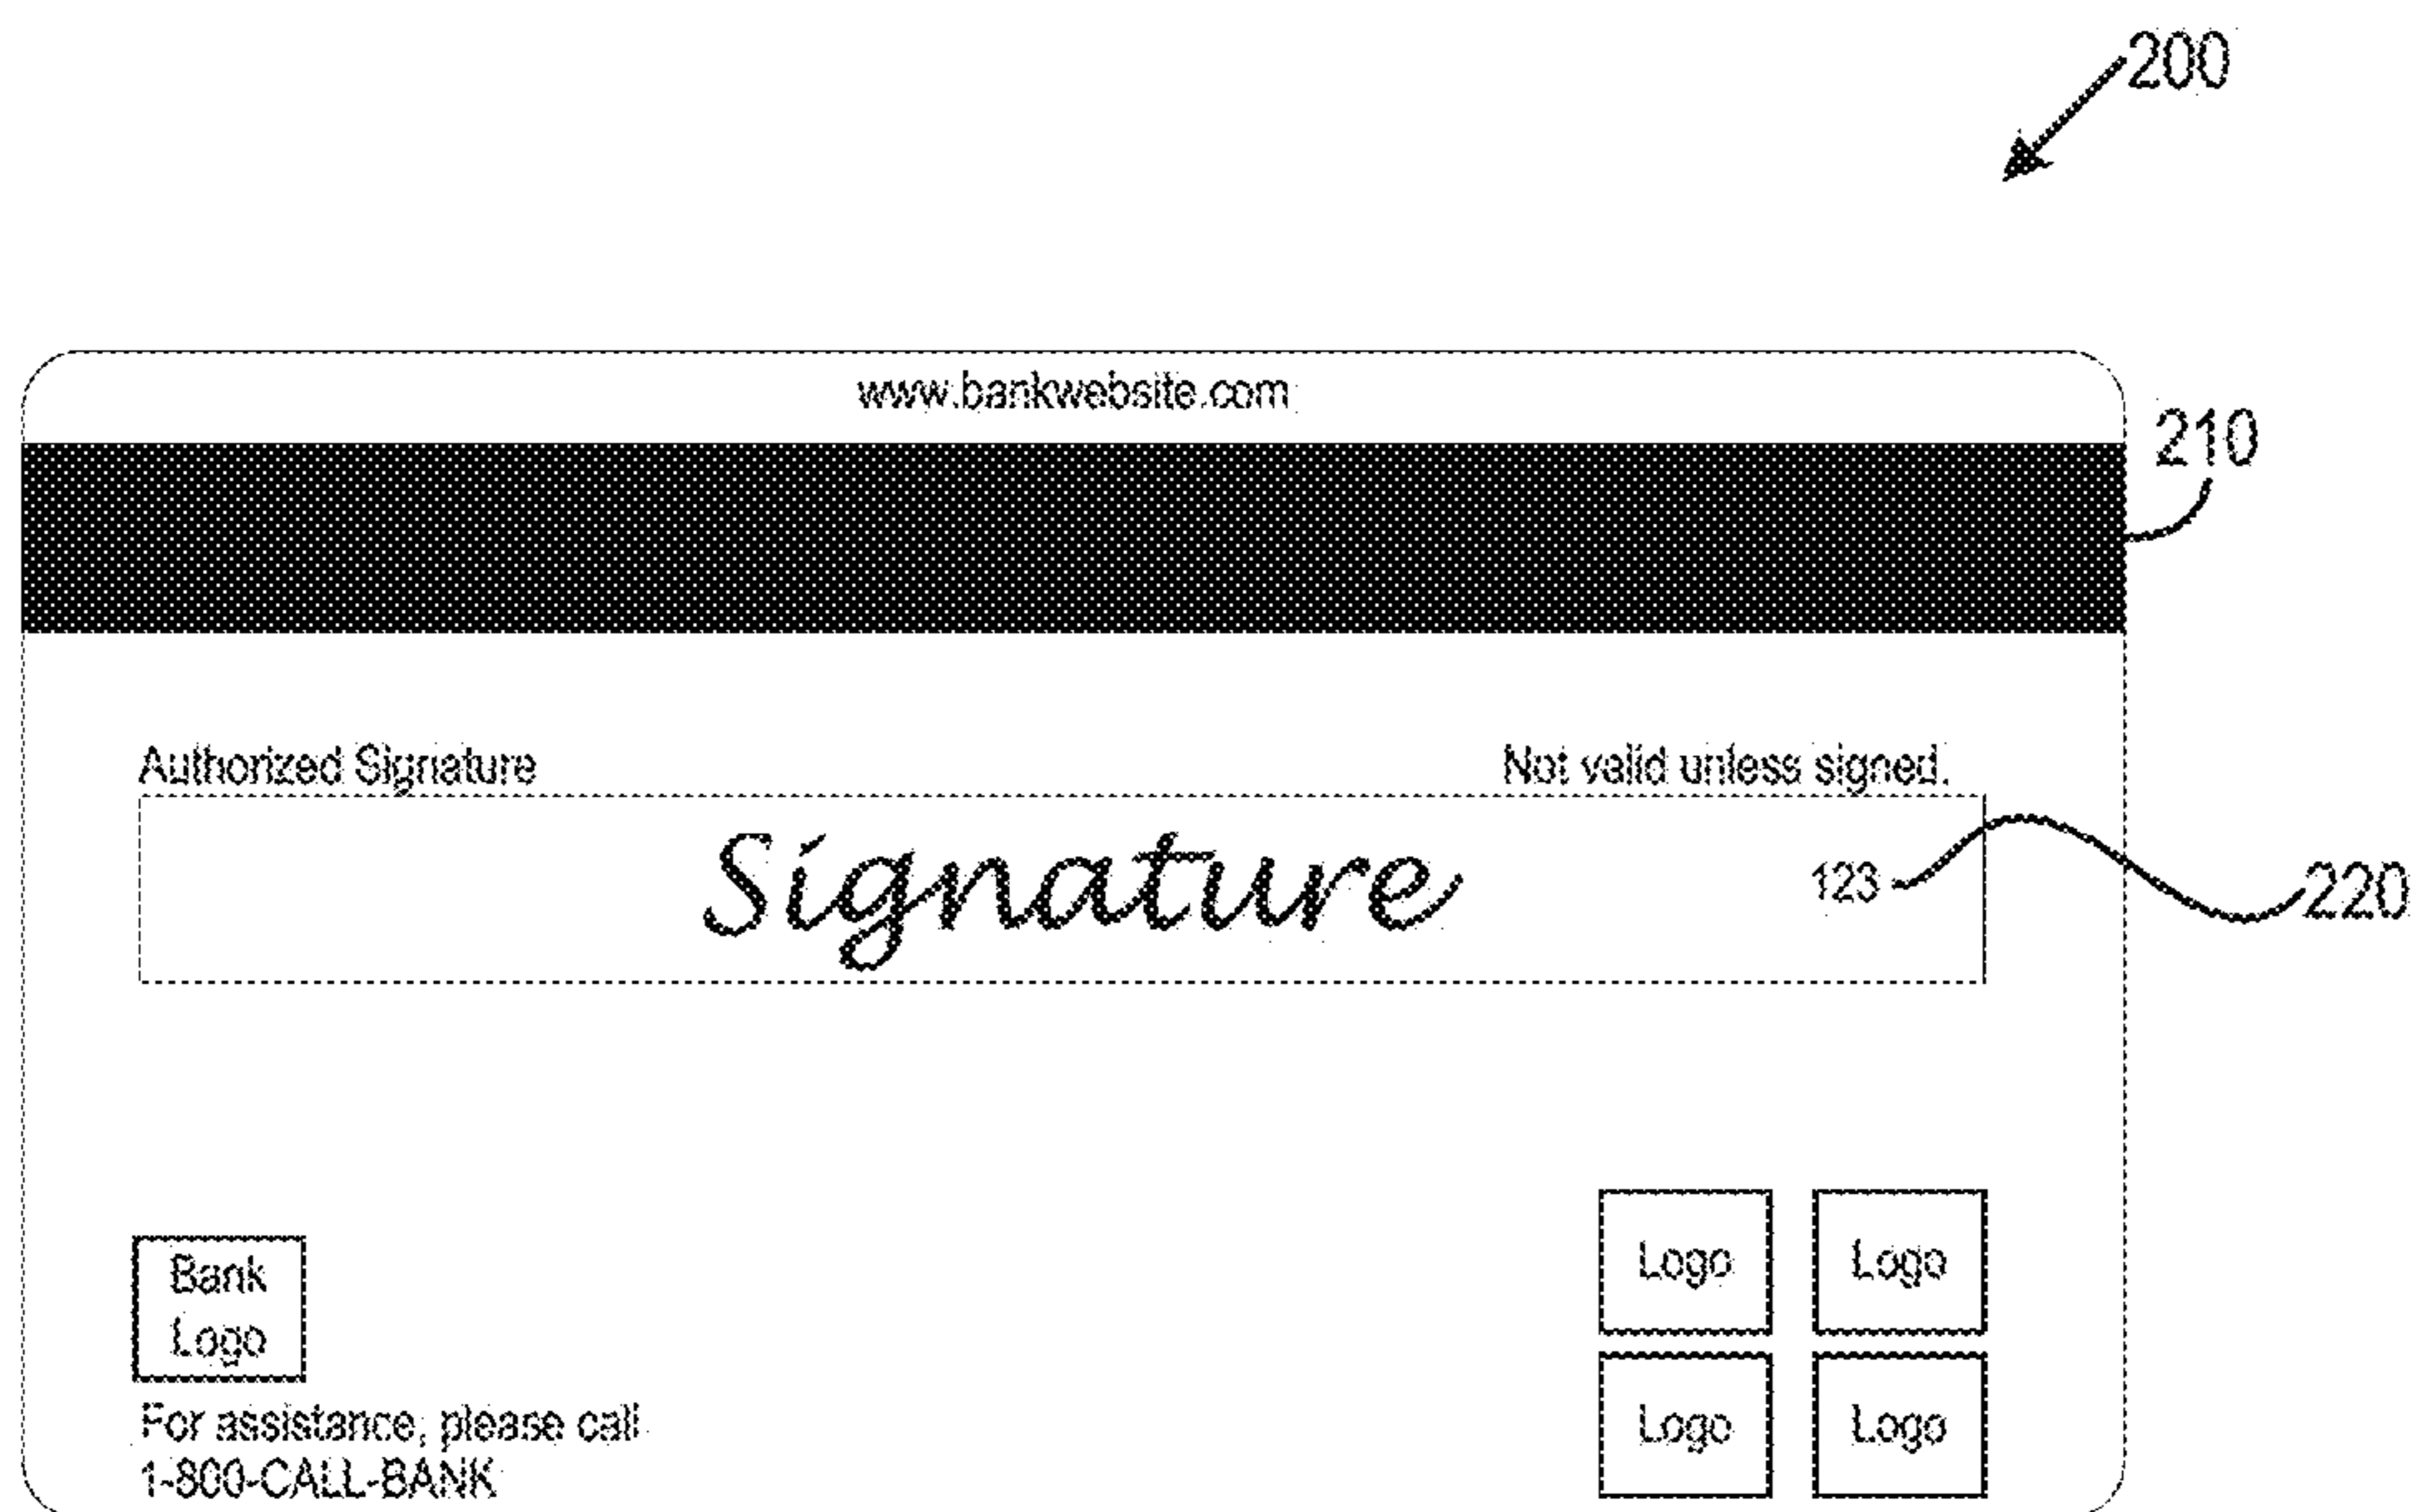 200
www.bankwebsite.com
210
Authorized Signature Not valid unless signed.
Signature 123 220
Bank
Logo
Logo Logo
Logo Logo
For assistance, please call
1-800-CALL-BANK